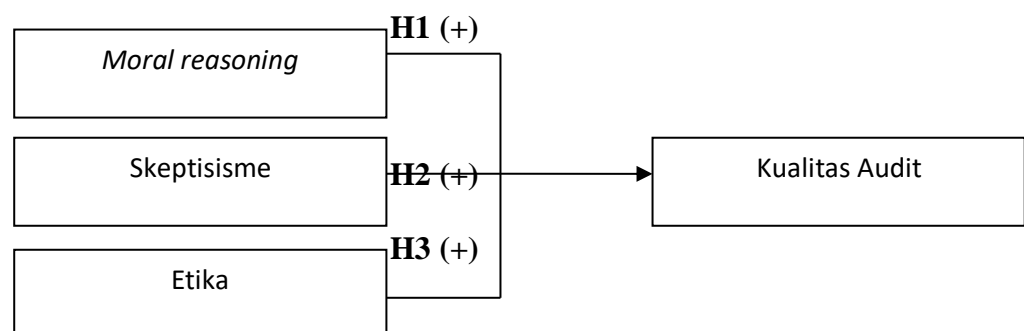 H1 (+)
Moral reasoning
Skeptisisme
H2 (+)
Kualitas Audit
H3 (+)
Etika